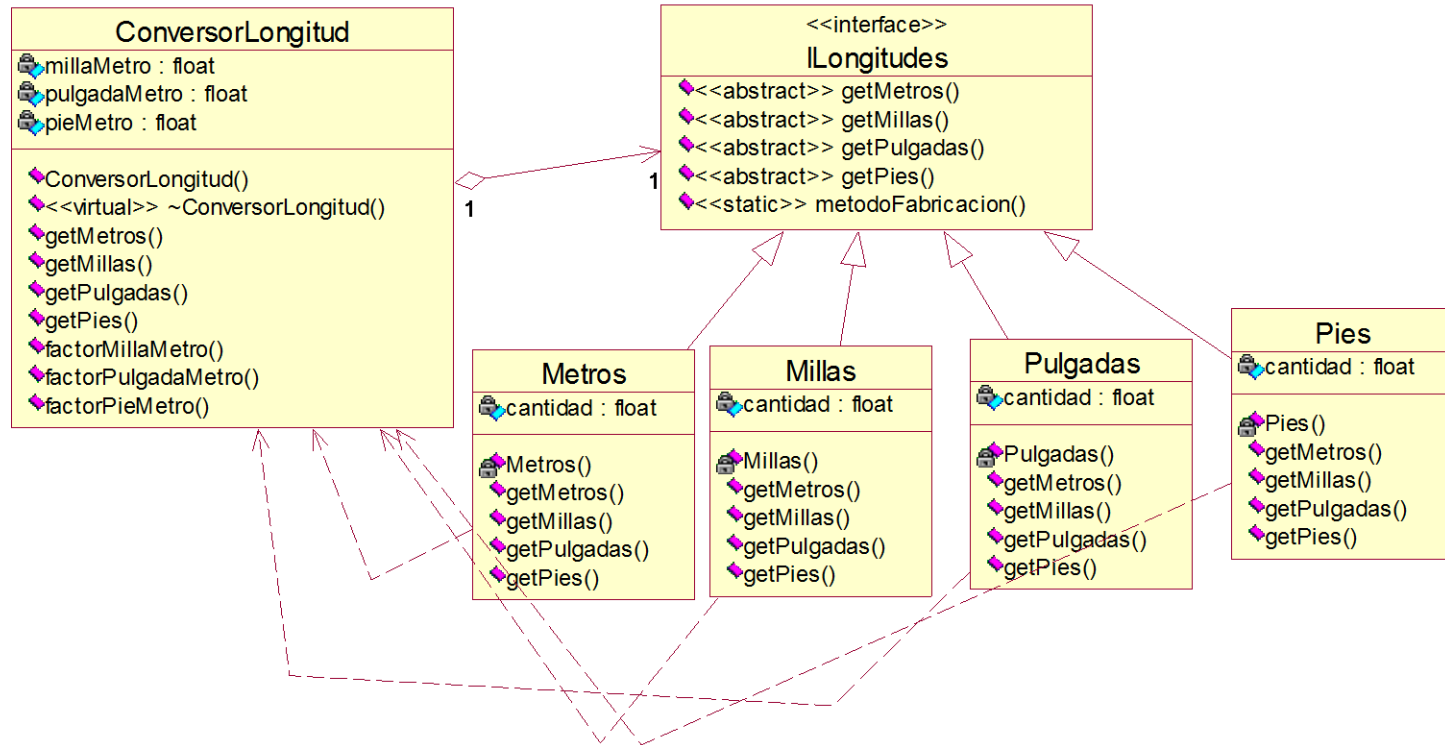 ConversorLongitud
millaMetro : float
pulgadaMetro : float
pieMetro : float
ConversorLongitud()
<<virtual>> ~ConversorLongitud()
getMetros()
getMillas()
getPulgadas()
getPies()
factorMillaMetro()
factorPulgadaMetro()
factorPieMetro()
1
1
<<interface>>
ILongitudes
<<abstract>> getMetros()
<<abstract>> getMillas()
<<abstract>> getPulgadas()
<<abstract>> getPies()
<<static>> metodoFabricacion()
Metros
cantidad : float
Metros()
getMetros()
getMillas()
getPulgadas()
getPies()
Millas
cantidad : float
Millas()
getMetros()
getMillas()
getPulgadas()
getPies()
Pulgadas
cantidad : float
Pulgadas()
getMetros()
getMillas()
getPulgadas()
getPies()
Pies
cantidad : float
Pies()
getMetros()
getMillas()
getPulgadas()
getPies()